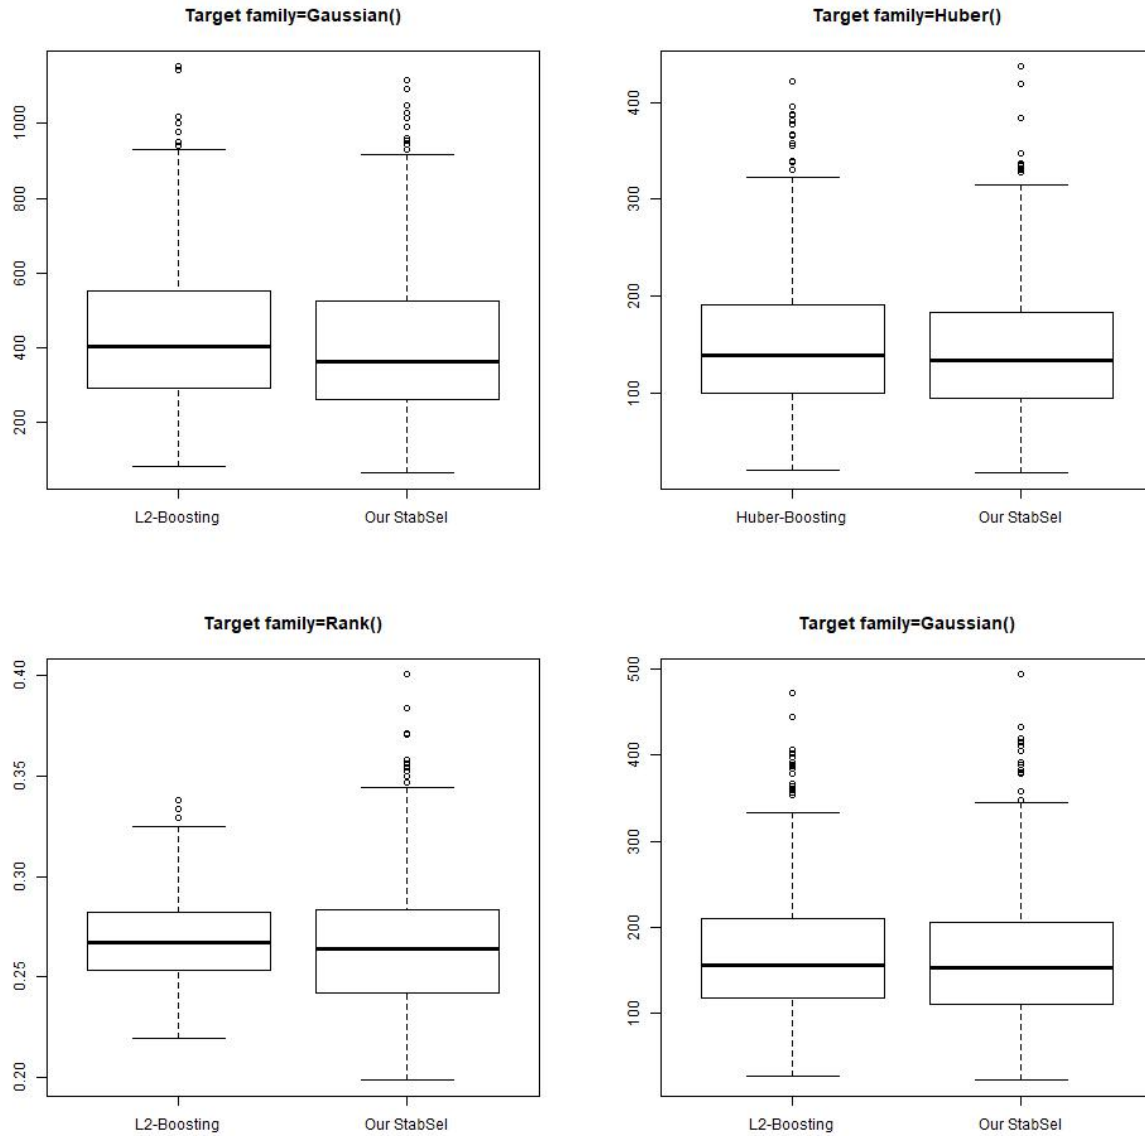 Target family=Gaussian()
1000
800
600
400
200
L2-Boosting Our StabSel
Target family=Huber()
400
300
200
100
Huber-Boosting Our StabSel
Target family=Rank()
0.40
0.35
0.30
0.25
0.20
L2-Boosting Our StabSel
Target family=Gaussian()
500
400
300
200
100
L2-Boosting Our StabSel